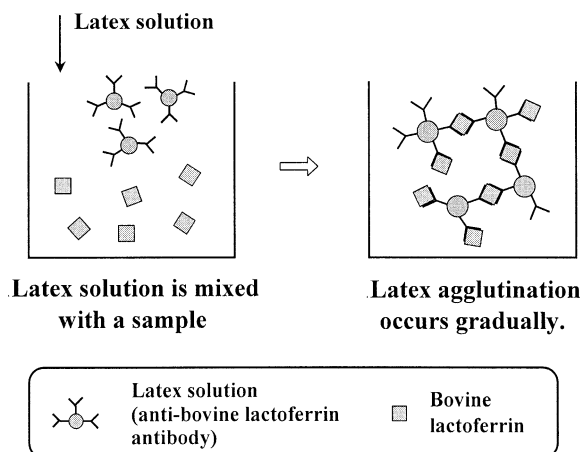 Latex solution
Latex solution is mixed
with a sample
Latex agglutination
occurs gradually.
Latex solution
(anti-bovine lactoferrin
antibody)
Bovine
lactoferrin